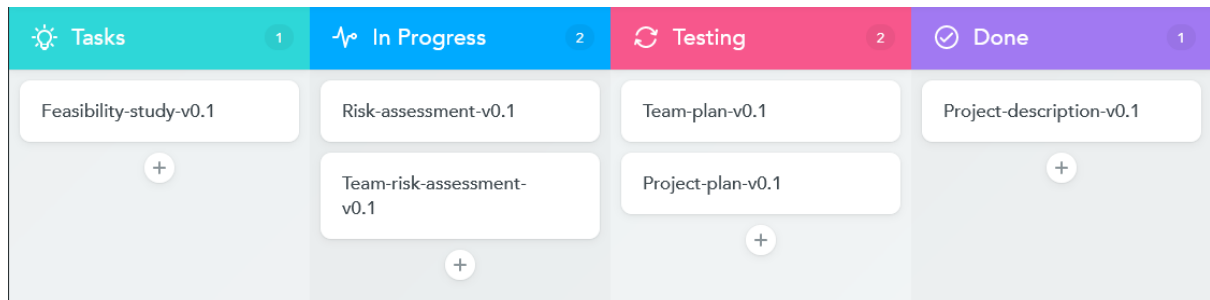 Tasks 1
In Progress 2
Testing 2
Done 1
Feasibility-study-v0.1
Risk-assessment-v0.1
Team-risk-assessment-
v0.1
Team-plan-v0.1
Project-plan-v0.1
Project-description-v0.1